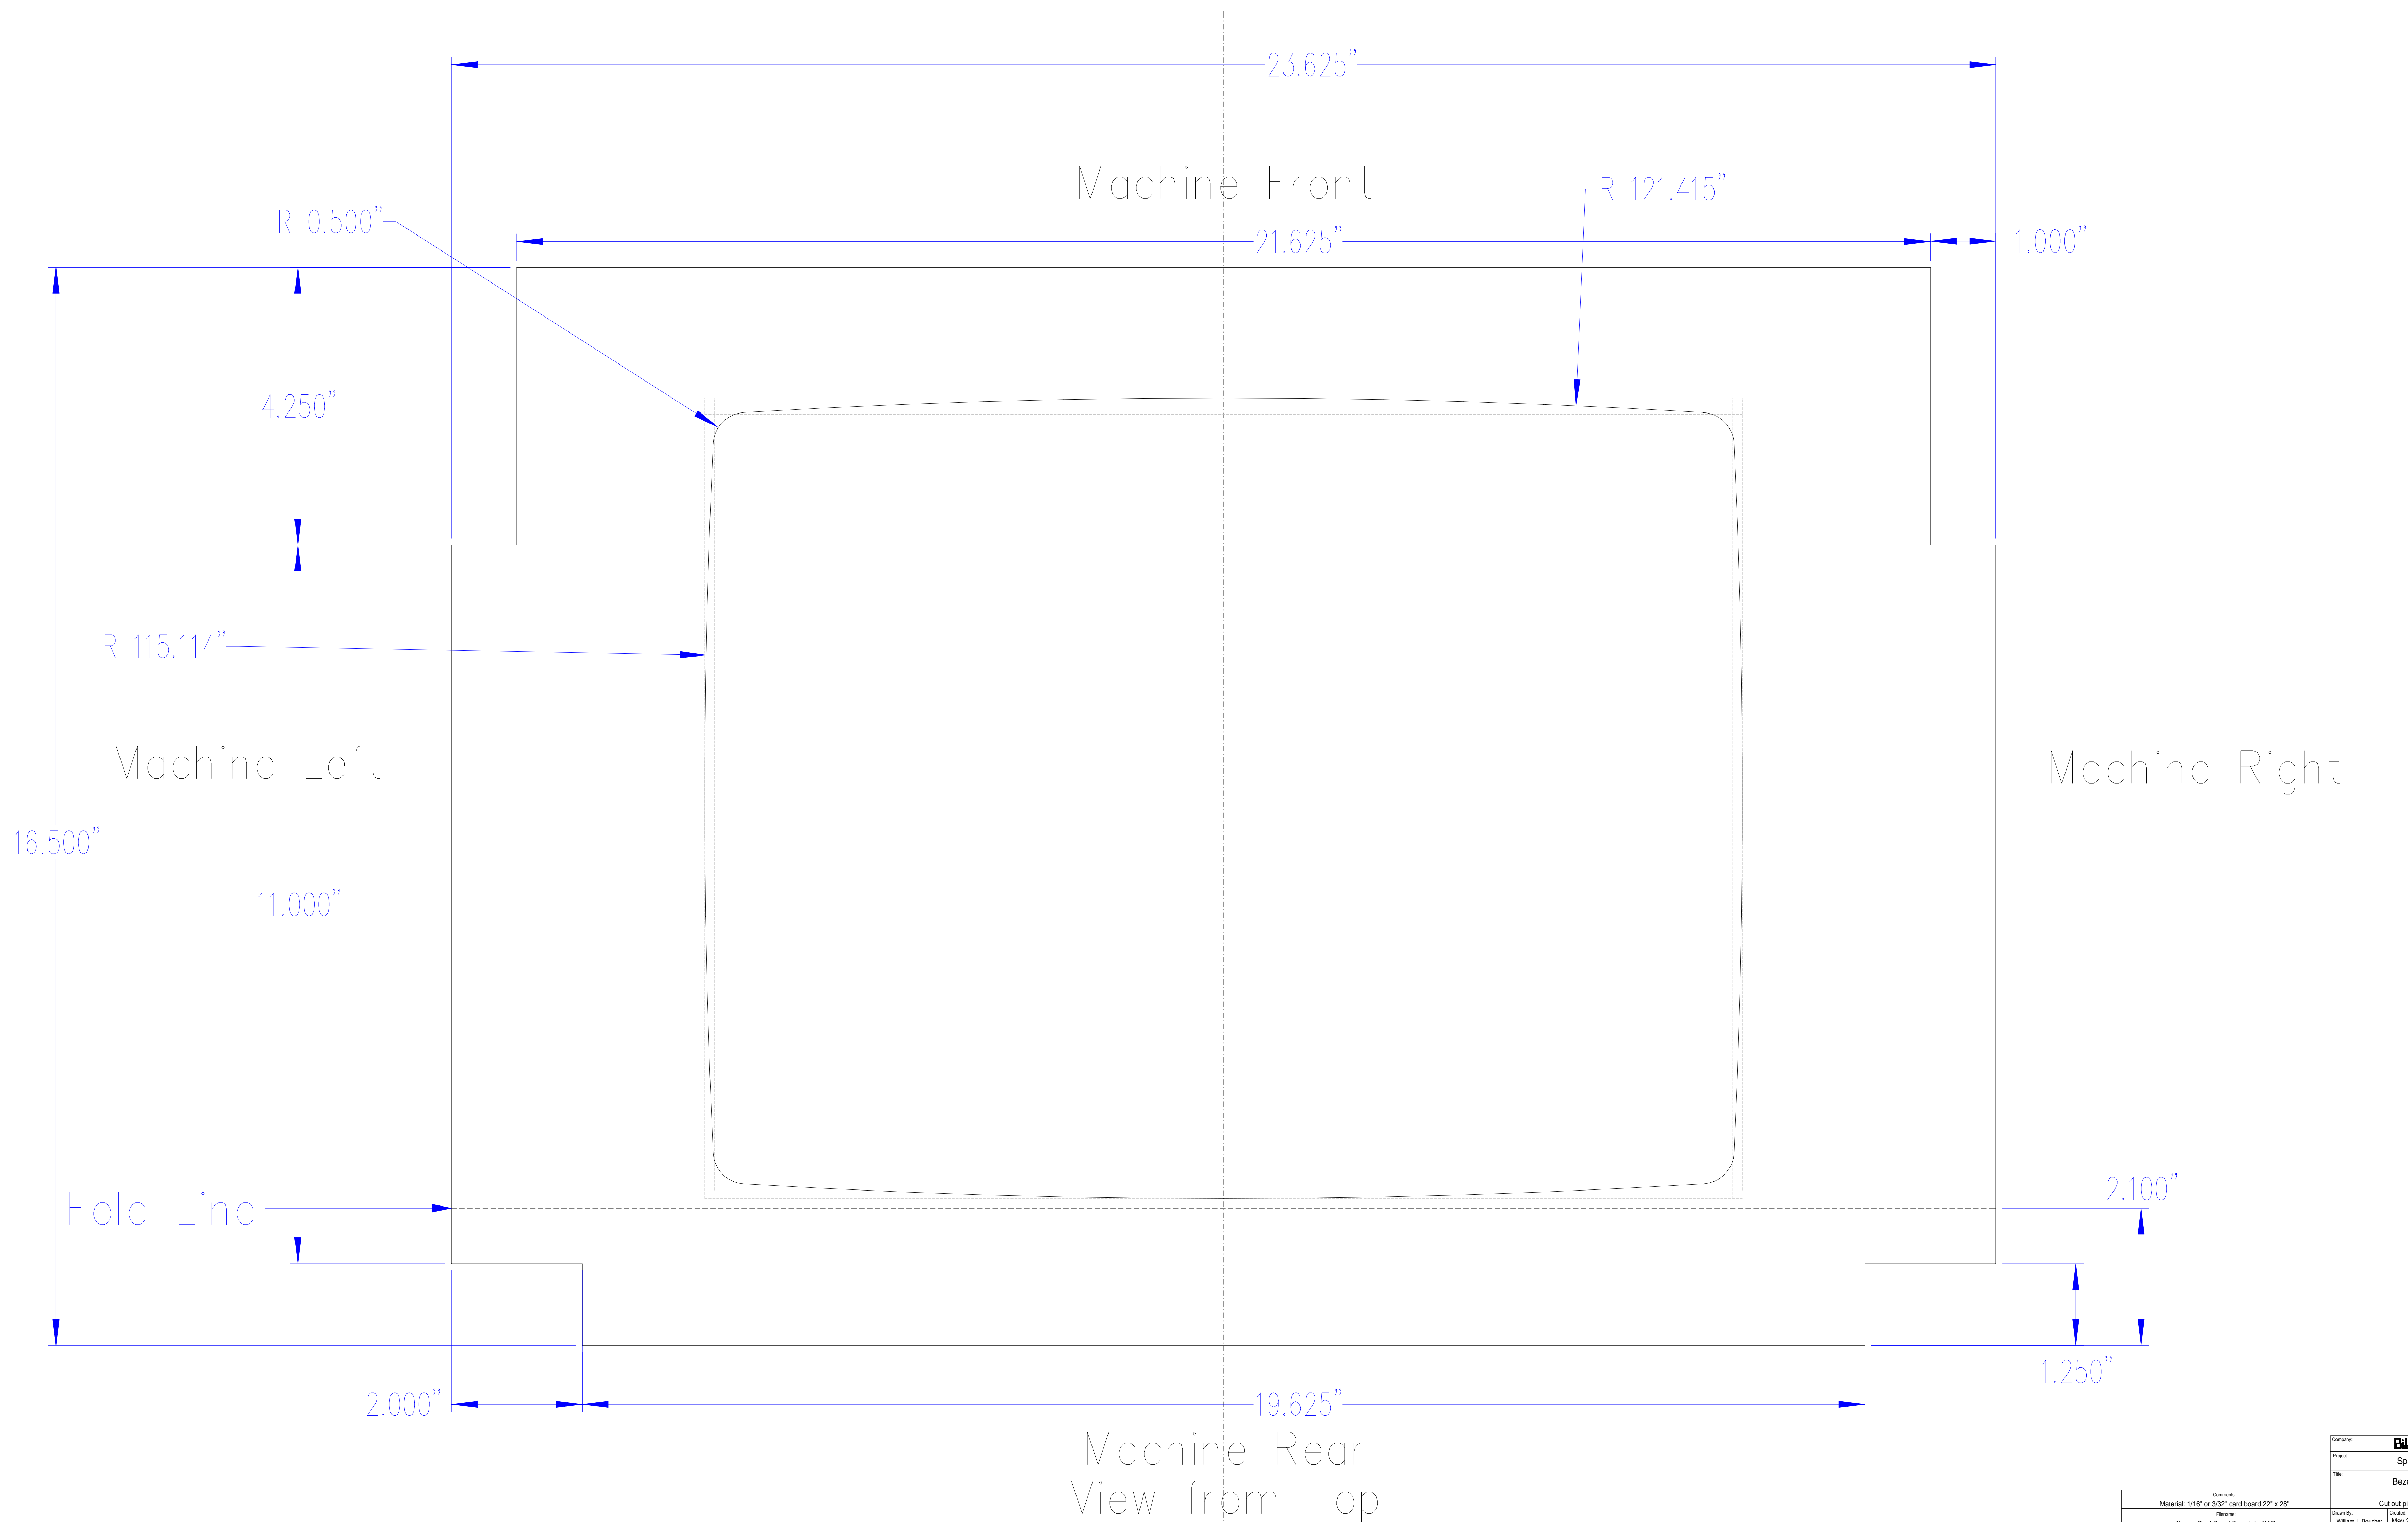 23.625”
Machine Front
R 121.415”
R 0.500”
21.625”
1.000”
4.250”
R 115.114”
Machine Left
Machine Right
16.500”
11.000”
Fold Line
2.100”
1.250”
2.000”
19.625”
Machine Rear
View from Top
Company:
Project:
Title:
Comments:
Material: 1/16" or 3/32" card board 22" x 28"
Cut out
Filename:
Drawn By:
Created:
William J. Boucher